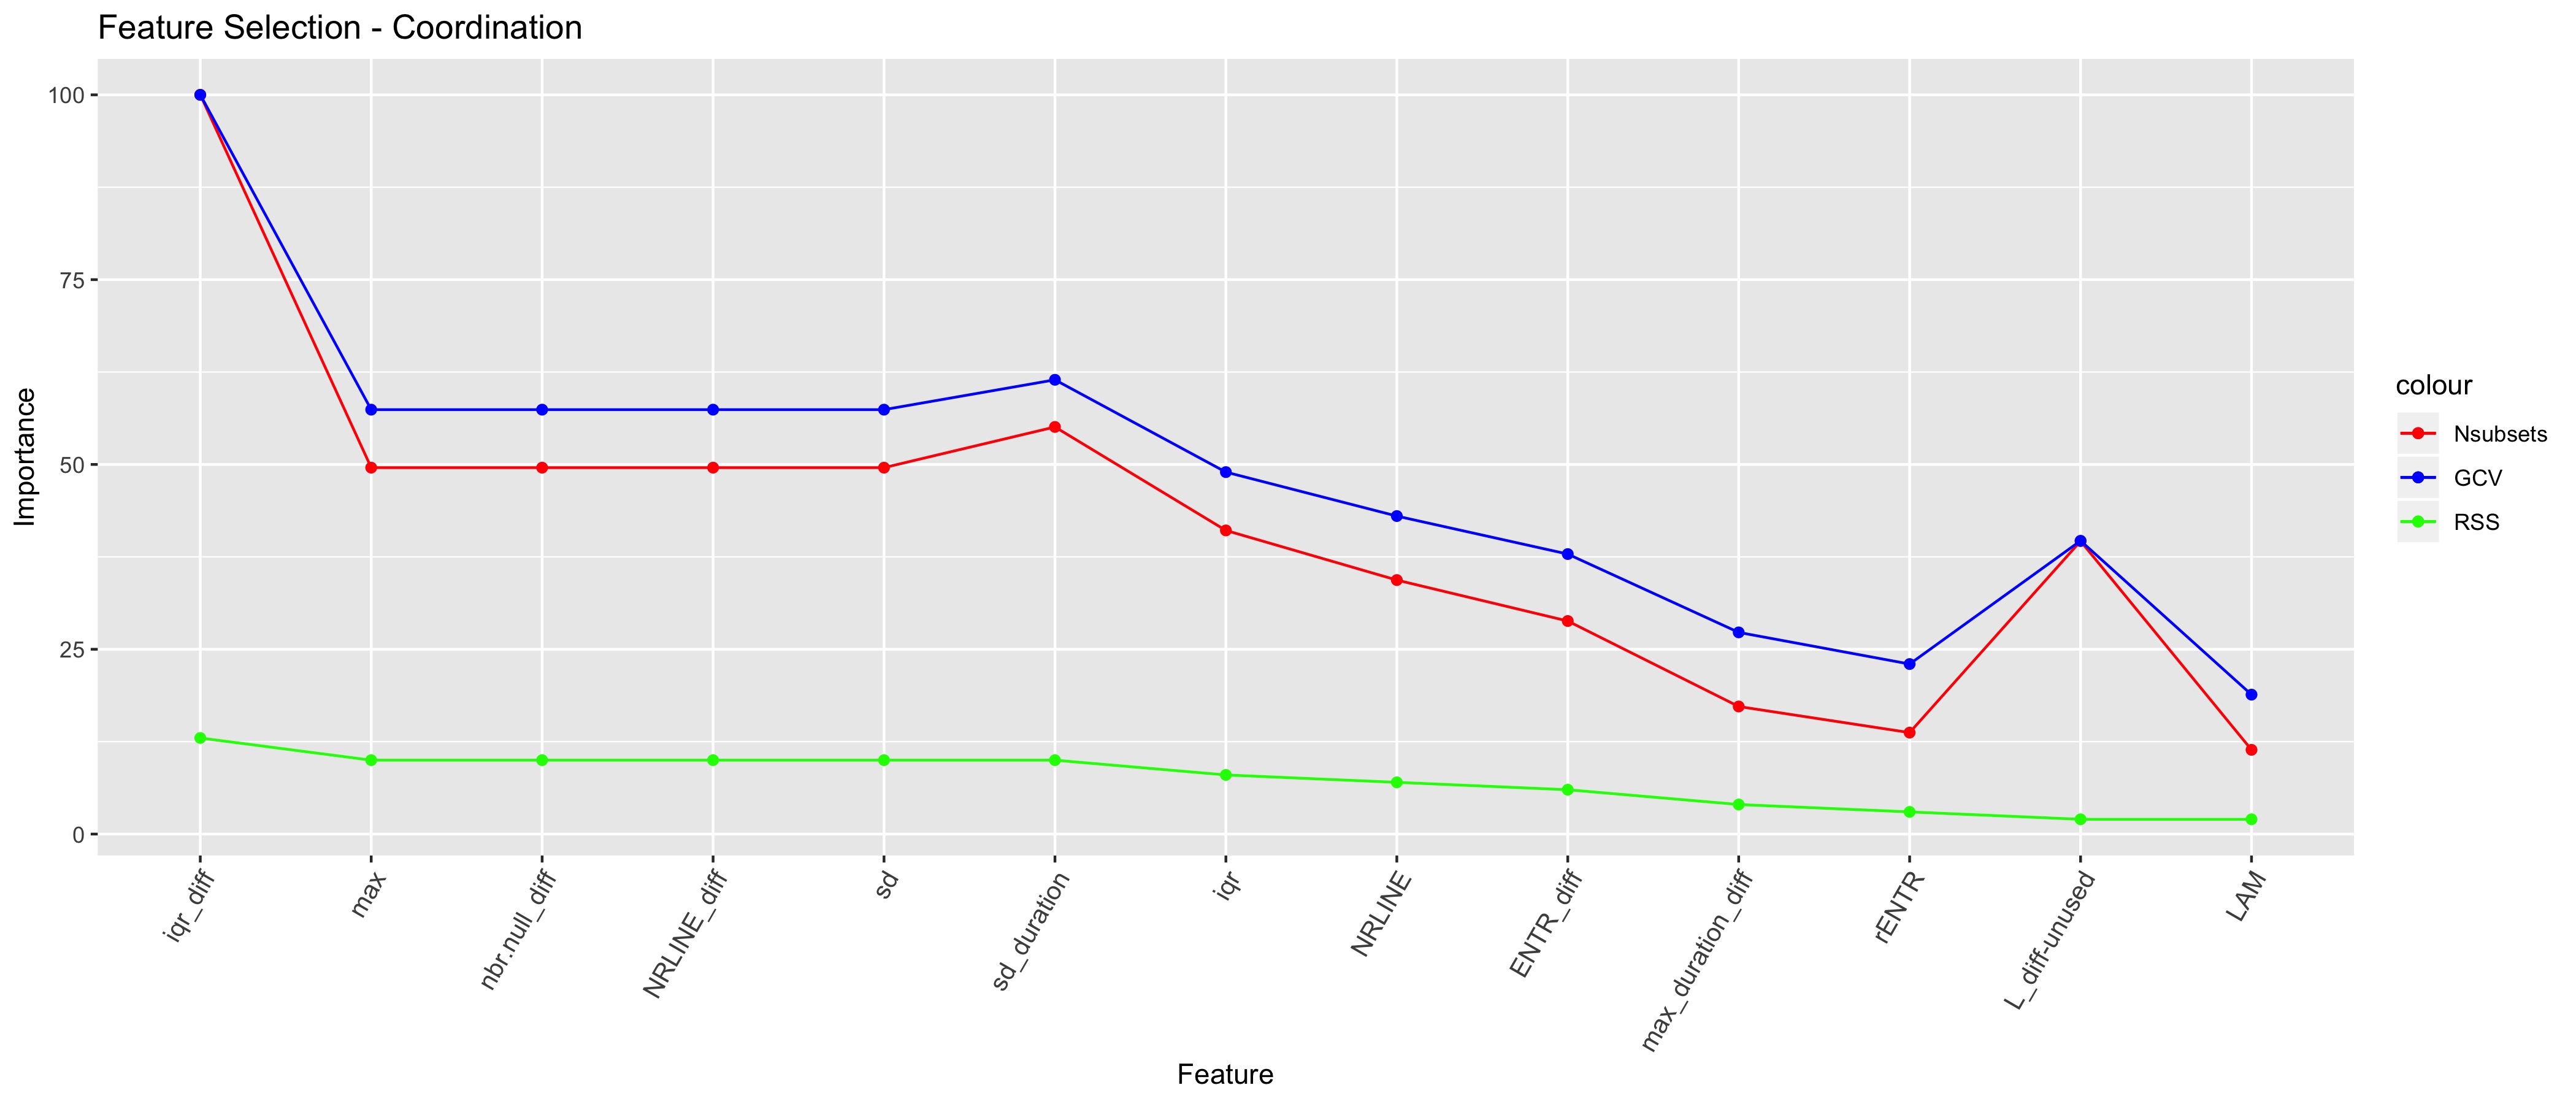 Feature Selection - Coordination
Importance
100
75
50
25
0
iqr_diff
max
nbr.null_diff
NRLINE_diff
sd
sd_duration
iqr
NRLINE
ENTR_diff
max_duration_diff
rENTR
L_diff-unused
LAM
Feature
colour
Nsubsets
GCV
RSS